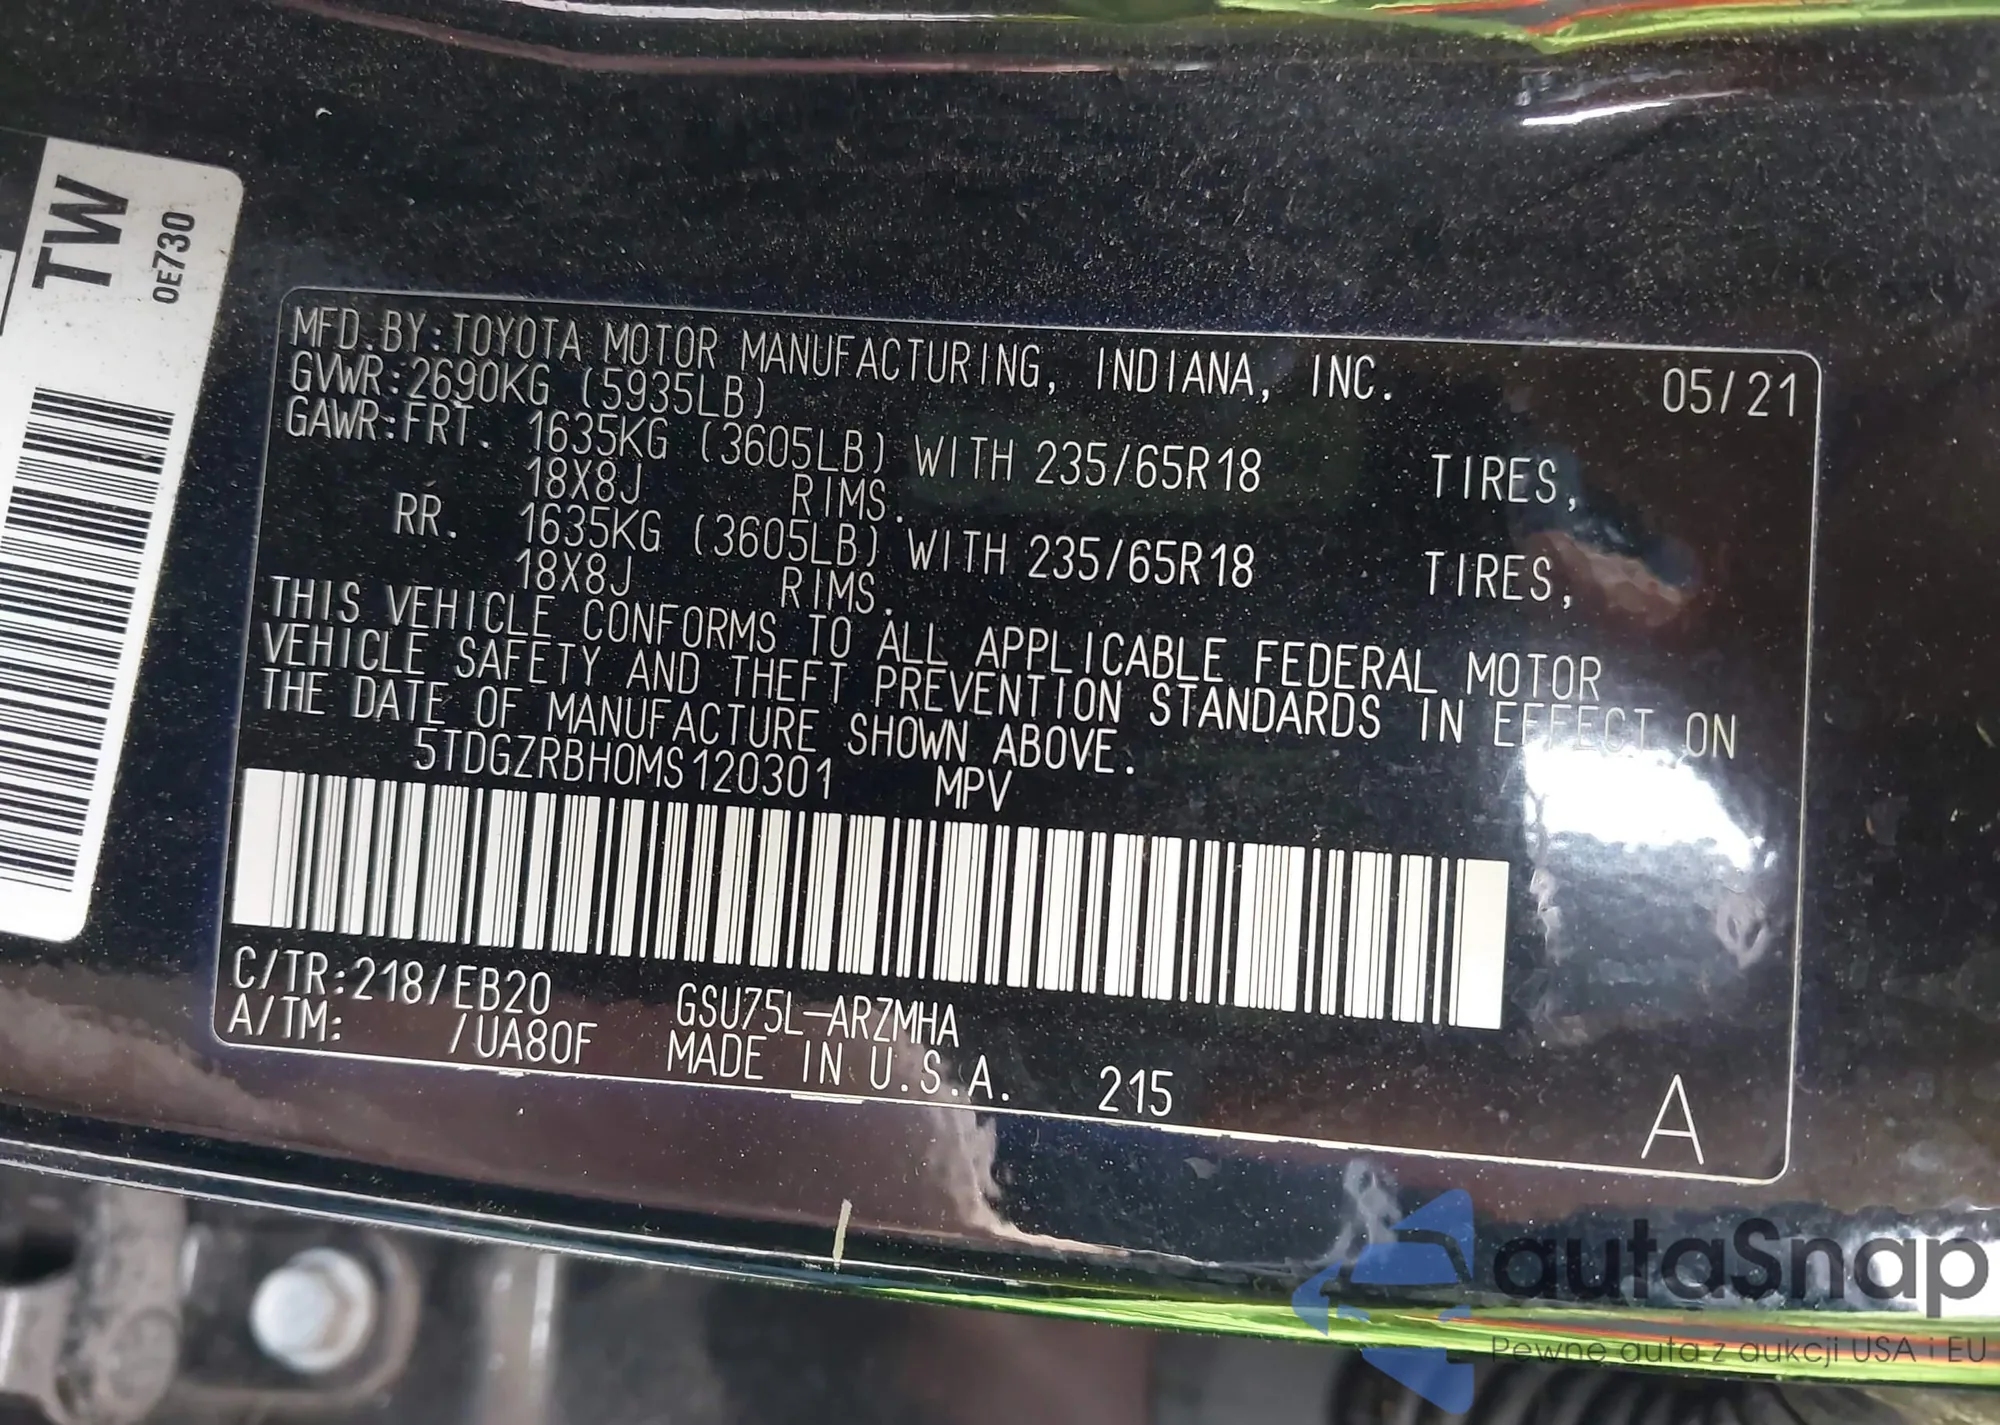 TW
OE730
MFD.BY:TOYOTA MOTOR MANUFACTURING, INDIANA, INC. 05/21
GVWR:2690KG (5935LB)
GAWR:FRT. 1635KG (3605LB) WITH 235/65R18 TIRES,
18X8J RIMS.
RR. 1635KG (3605LB) WITH 235/65R18 TIRES,
18X8J RIMS.
THIS VEHICLE CONFORMS TO ALL APPLICABLE FEDERAL MOTOR
VEHICLE SAFETY AND THEFT PREVENTION STANDARDS IN EFFECT ON
THE DATE OF MANUFACTURE SHOWN ABOVE.
5TDGZRBH0MS120301 MPV
C/TR:218/EB20 GSU75L-ARZMHA
A/TM: /UA80F MADE IN U.S.A. 215
A
autaSnap
Pewne auta z aukcji USA i EU